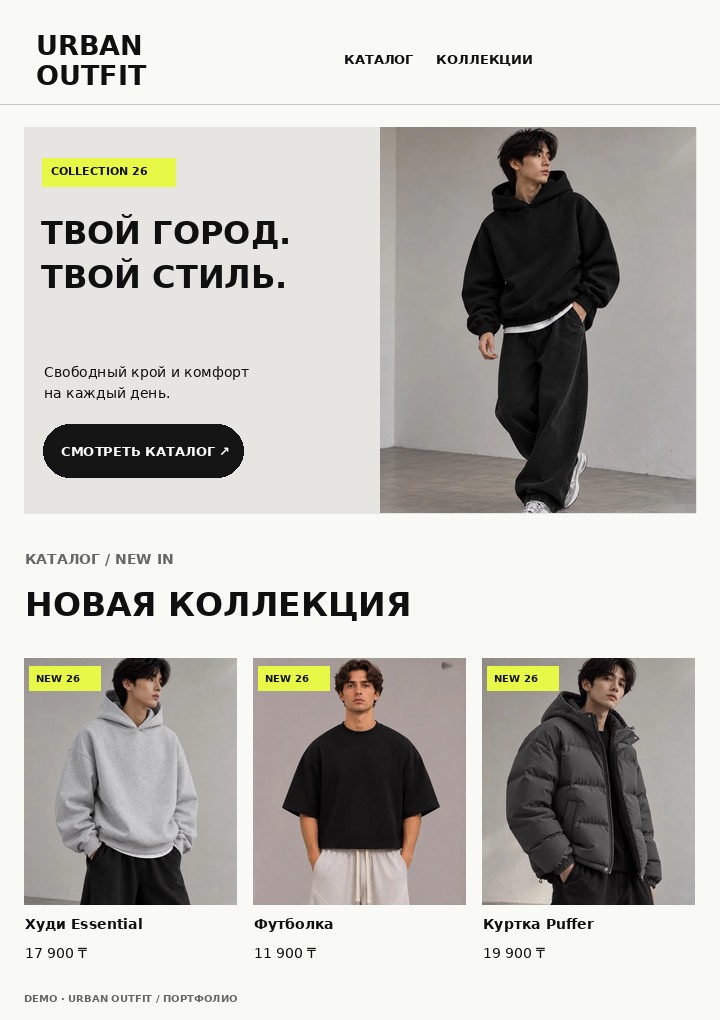 URBAN
OUTFIT
КАТАЛОГ КОЛЛЕКЦИИ
COLLECTION 26
ТВОЙ ГОРОД.
ТВОЙ СТИЛЬ.
Свободный крой и комфорт
на каждый день.
СМОТРЕТЬ КАТАЛОГ ↗
КАТАЛОГ / NEW IN
НОВАЯ КОЛЛЕКЦИЯ
NEW 26
NEW 26
NEW 26
Худи Essential
Футболка
Куртка Puffer
17 900 ₸
11 900 ₸
19 900 ₸
DEMO · URBAN OUTFIT / ПОРТФОЛИО